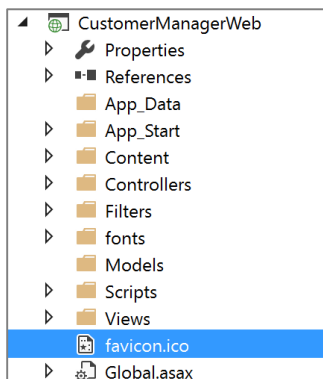 CustomerManagerWeb
Properties
References
App_Data
App_Start
Content
Controllers
Filters
fonts
Models
Scripts
Views
favicon.ico
Global.asax